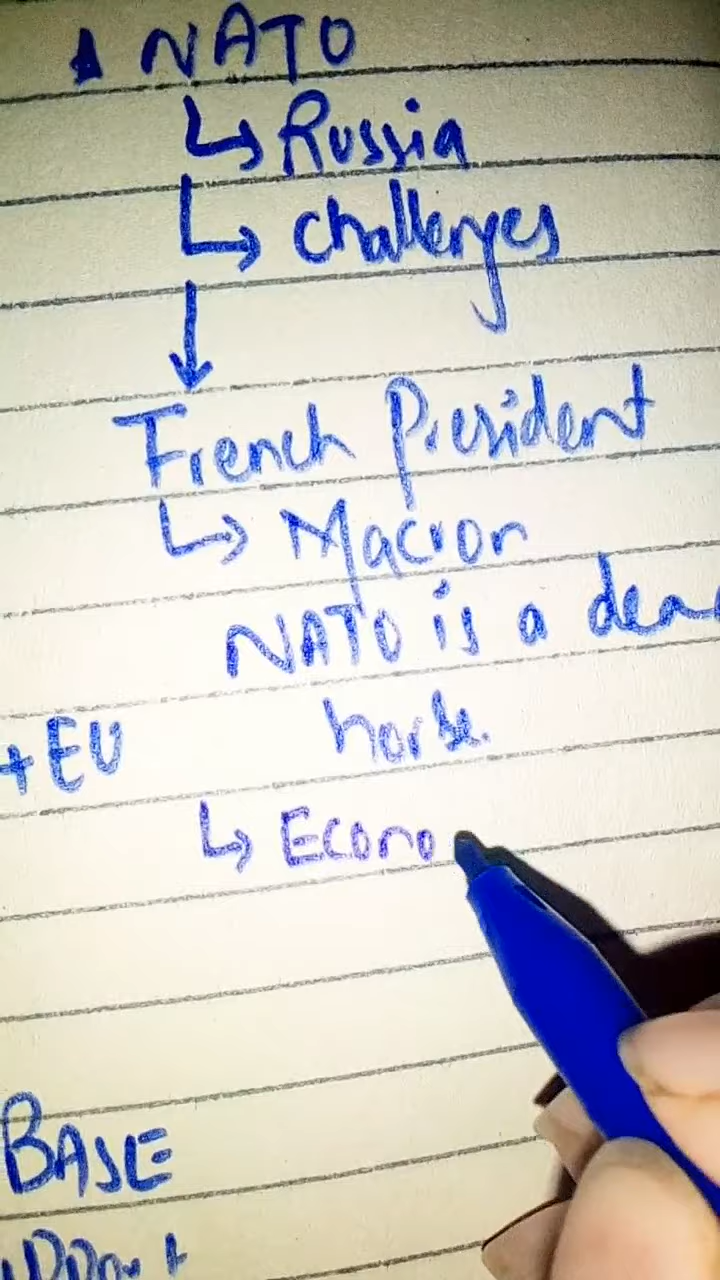 NATO
↳ Russia
↳ challenges
↓
French President
↳ Macron
NATO is a dea
horse.
+EU
↳ Econo
BASE